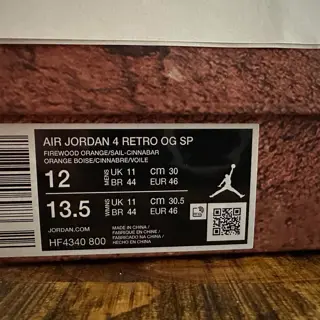 AIR JORDAN 4 RETRO OG SP
FIREWOOD ORANGE/SAIL-CINNABAR
ORANGE BOISE/CINNABRE/VOILE
12 MENS UK 11 cm 30
BR 44 EUR 46
13.5 WMNS UK 11 cm 30.5
BR 44 EUR 46
JORDAN.COM
HF4340 800
MADE IN CHINA /
FABRIQUE EN CHINE /
FABRICADO NA CHINA /
HECHO EN CHINA